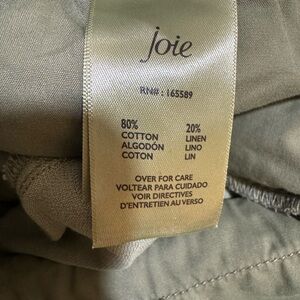 joie
RN# : 165589
80% 20%
COTTON LINEN
ALGODÓN LINO
COTON LIN
OVER FOR CARE
VOLTEAR PARA CUIDADO
VOIR DIRECTIVES
D'ENTRETIEN AU VERSO